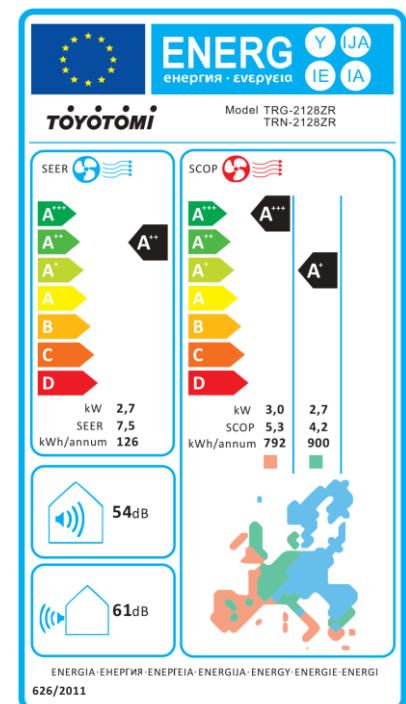 ENERG
енергия · ενεργεια
Y IJA
IE IA
TOYOTOMI
Model TRG-2128ZR
TRN-2128ZR
SEER
A+++
A++
A+
A
B
C
D
A++
kW 2,7
SEER 7,5
kWh/annum 126
SCOP
A+++
A++
A+
A
B
C
D
A+++
A+
kW 3,0 2,7
SCOP 5,3 4,2
kWh/annum 792 900
54dB
61dB
ENERGIA·ЕНЕРГИЯ·ΕΝΕΡΓΕΙΑ·ENERGIJA·ENERGY·ENERGIE·ENERGI
626/2011